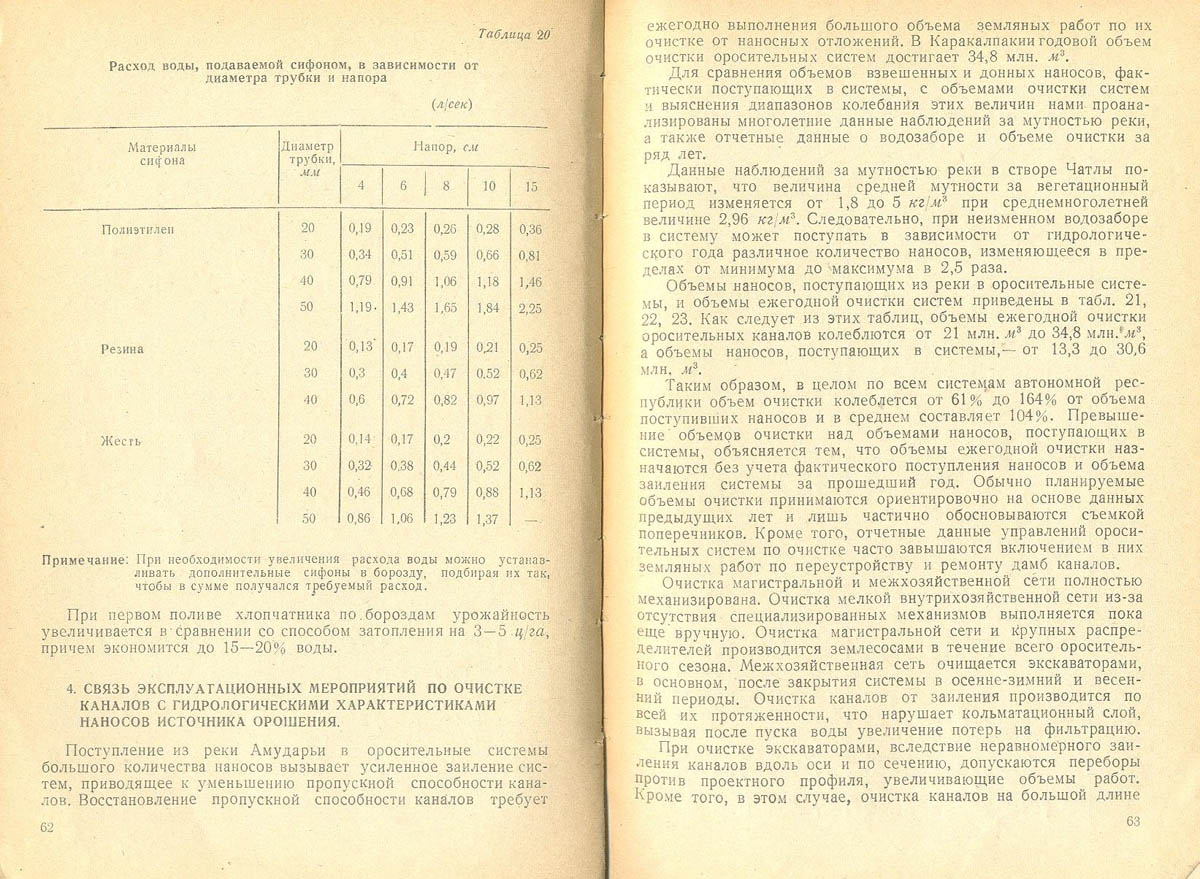 Таблица 20
Расход воды, подаваемой сифоном, в зависимости от
диаметра трубки и напора
(л/сек)
Материалы сифона | Диаметр трубки, мм | Напор, см
4 | 6 | 8 | 10 | 15
Полиэтилен 20 0,19 0,23 0,26 0,28 0,36
30 0,34 0,51 0,59 0,66 0,81
40 0,79 0,91 1,06 1,18 1,46
50 1,19 1,43 1,65 1,84 2,25
Резина 20 0,13 0,17 0,19 0,21 0,25
30 0,3 0,4 0,47 0.52 0,62
40 0,6 0,72 0,82 0,97 1,13
Жесть 20 0,14 0,17 0,2 0,22 0,25
30 0,32 0,38 0,44 0,52 0,62
40 0,46 0,68 0,79 0,88 1,13
50 0,86 1,06 1,23 1,37 —
Примечание: При необходимости увеличения расхода воды можно устанав-
ливать дополнительные сифоны в борозду, подбирая их так,
чтобы в сумме получался требуемый расход.
При первом поливе хлопчатника по бороздам урожайность
увеличивается в сравнении со способом затопления на 3—5 ц/га,
причем экономится до 15—20% воды.
4. СВЯЗЬ ЭКСПЛУАТАЦИОННЫХ МЕРОПРИЯТИЙ ПО ОЧИСТКЕ
КАНАЛОВ С ГИДРОЛОГИЧЕСКИМИ ХАРАКТЕРИСТИКАМИ
НАНОСОВ ИСТОЧНИКА ОРОШЕНИЯ.
Поступление из реки Амударьи в оросительные системы
большого количества наносов вызывает усиленное заиление сис-
тем, приводящее к уменьшению пропускной способности кана-
лов. Восстановление пропускной способности каналов требует
62
ежегодно выполнения большого объема земляных работ по их
очистке от наносных отложений. В Каракалпакии годовой объем
очистки оросительных систем достигает 34,8 млн. м³.
Для сравнения объемов взвешенных и донных наносов, фак-
тически поступающих в системы, с объемами очистки систем
и выяснения диапазонов колебания этих величин нами проана-
лизированы многолетние данные наблюдений за мутностью реки,
а также отчетные данные о водозаборе и объеме очистки за
ряд лет.
Данные наблюдений за мутностью реки в створе Чатлы по-
казывают, что величина средней мутности за вегетационный
период изменяется от 1,8 до 5 кг/м³ при среднемноголетней
величине 2,96 кг/м³. Следовательно, при неизменном водозаборе
в систему может поступать в зависимости от гидрологиче-
ского года различное количество наносов, изменяющееся в пре-
делах от минимума до максимума в 2,5 раза.
Объемы наносов, поступающих из реки в оросительные систе-
мы, и объемы ежегодной очистки систем приведены в табл. 21,
22, 23. Как следует из этих таблиц, объемы ежегодной очистки
оросительных каналов колеблются от 21 млн. м³ до 34,8 млн. м³,
а объемы наносов, поступающих в системы,— от 13,3 до 30,6
млн. м³.
Таким образом, в целом по всем системам автономной рес-
публики объем очистки колеблется от 61% до 164% от объема
поступивших наносов и в среднем составляет 104%. Превыше-
ние объемов очистки над объемами наносов, поступающих в
системы, объясняется тем, что объемы ежегодной очистки наз-
начаются без учета фактического поступления наносов и объема
заиления системы за прошедший год. Обычно планируемые
объемы очистки принимаются ориентировочно на основе данных
предыдущих лет и лишь частично обосновываются съемкой
поперечников. Кроме того, отчетные данные управлений ороси-
тельных систем по очистке часто завышаются включением в них
земляных работ по переустройству и ремонту дамб каналов.
Очистка магистральной и межхозяйственной сети полностью
механизирована. Очистка мелкой внутрихозяйственной сети из-за
отсутствия специализированных механизмов выполняется пока
еще вручную. Очистка магистральной сети и крупных распре-
делителей производится землесосами в течение всего ороситель-
ного сезона. Межхозяйственная сеть очищается экскаваторами,
в основном, после закрытия системы в осенне-зимний и весен-
ний периоды. Очистка каналов от заиления производится по
всей их протяженности, что нарушает кольматационный слой,
вызывая после пуска воды увеличение потерь на фильтрацию.
При очистке экскаваторами, вследствие неравномерного заи-
ления каналов вдоль оси и по сечению, допускаются переборы
против проектного профиля, увеличивающие объемы работ.
Кроме того, в этом случае, очистка каналов на большой длине
63